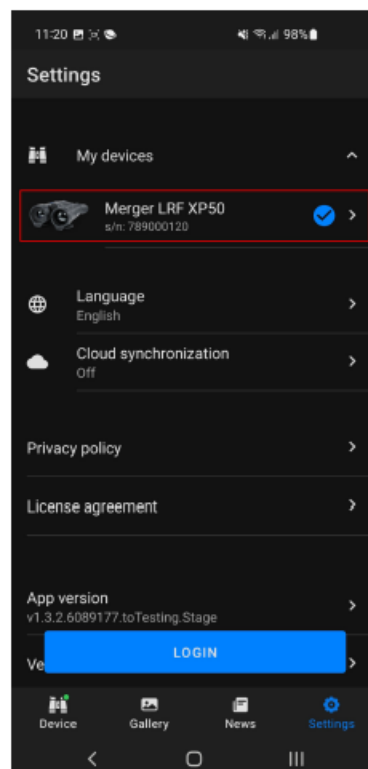 11:20 98%
Settings
My devices
Merger LRF XP50
s/n: 789000120
Language
English
Cloud synchronization
Off
Privacy policy
License agreement
App version
v1.3.2.6089177.toTesting.Stage
Ve
LOGIN
Device Gallery News Settings